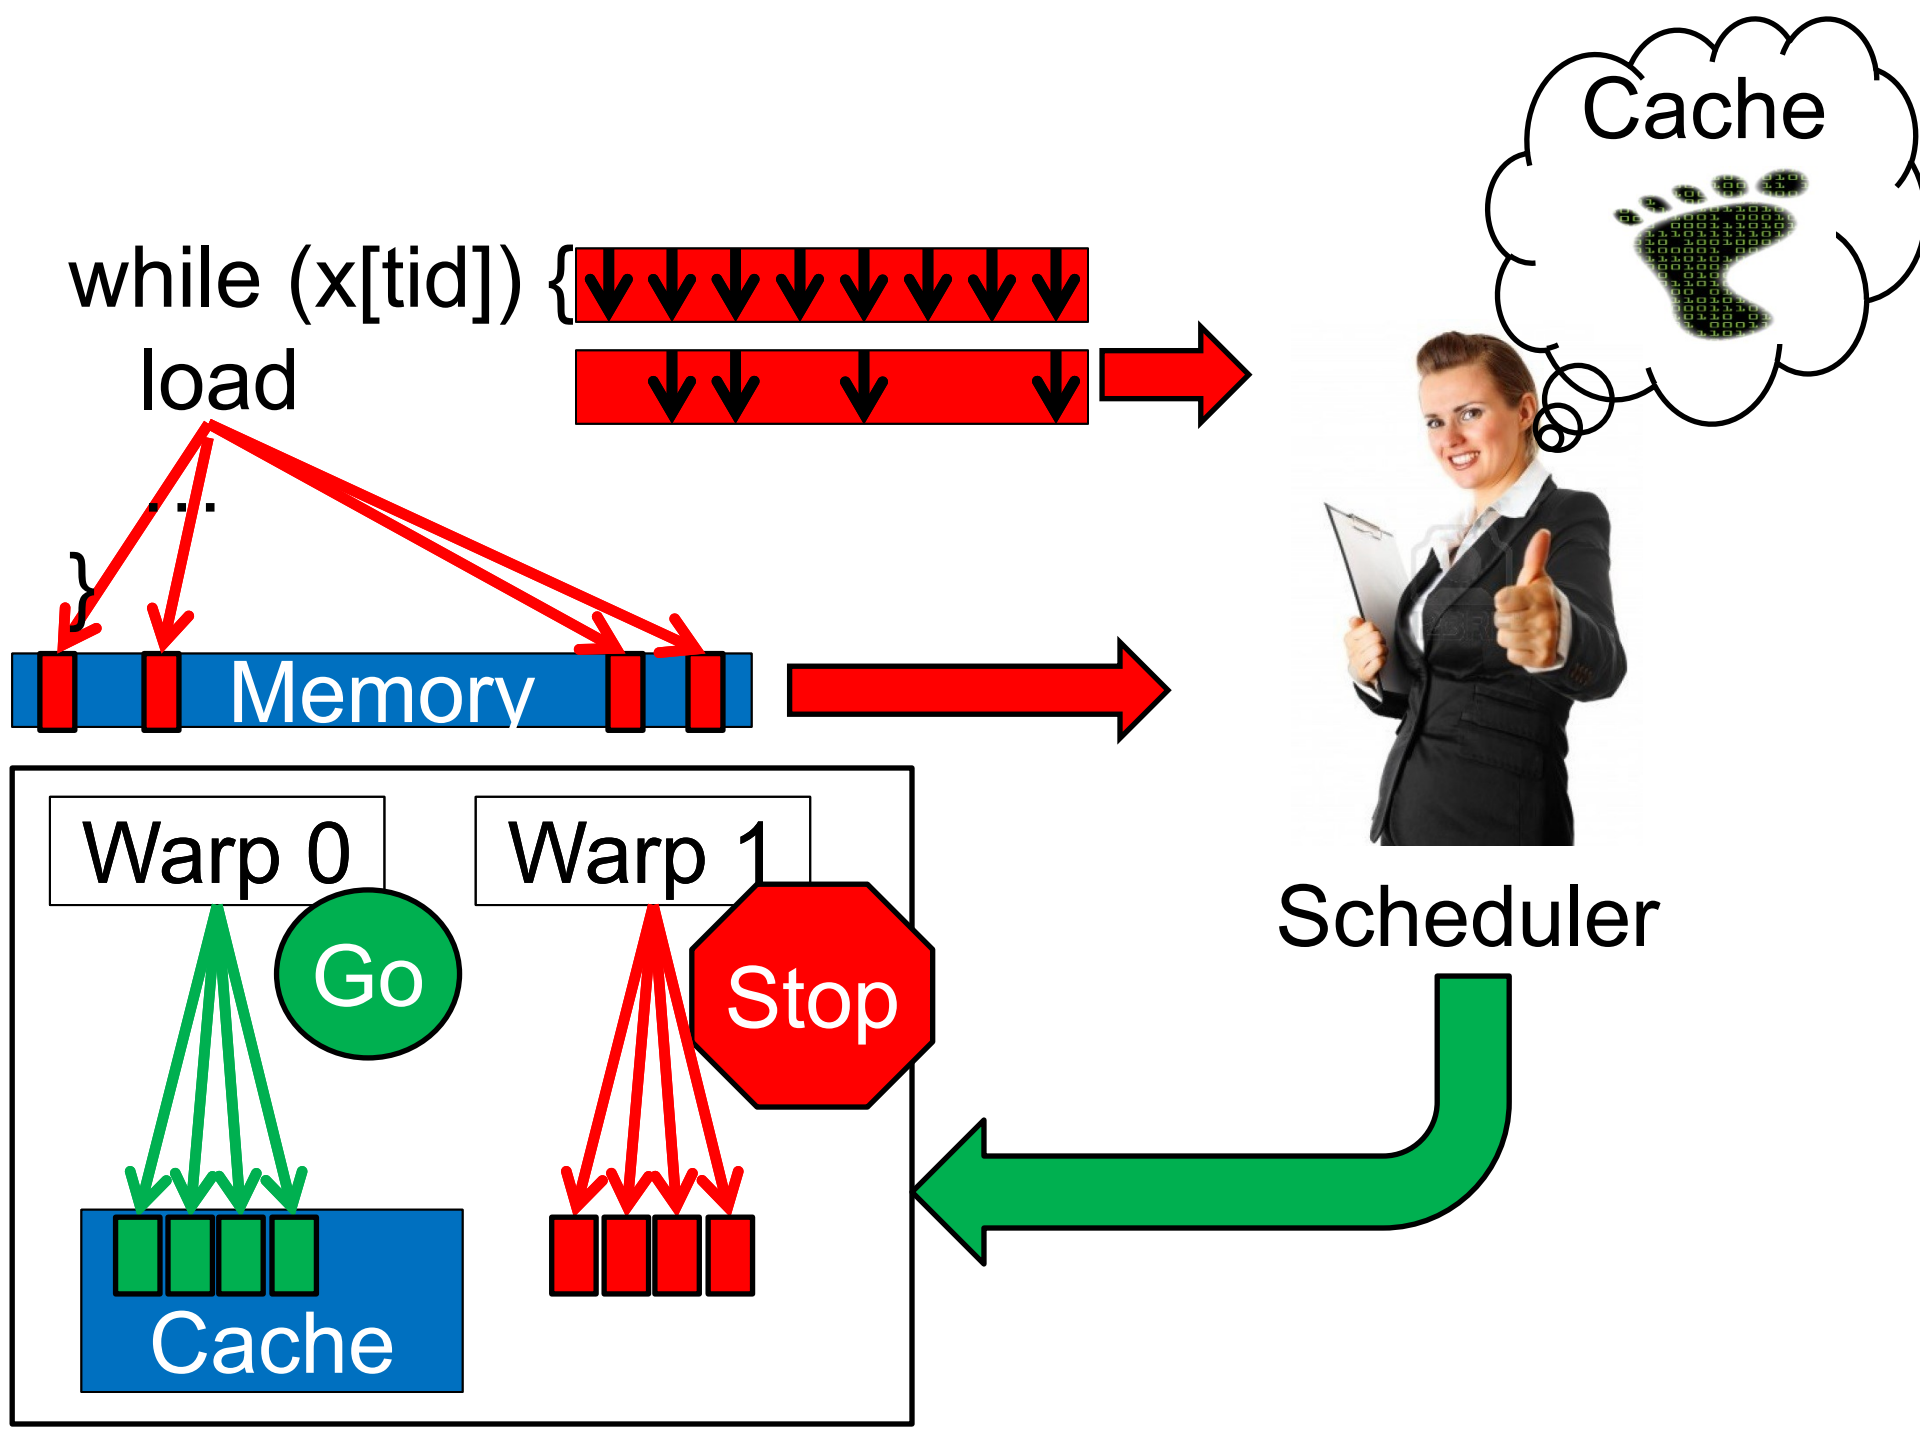 Cache
while (x[tid]) {
load
...
}
Memory
Warp 0
Warp 1
Go
Stop
Scheduler
Cache